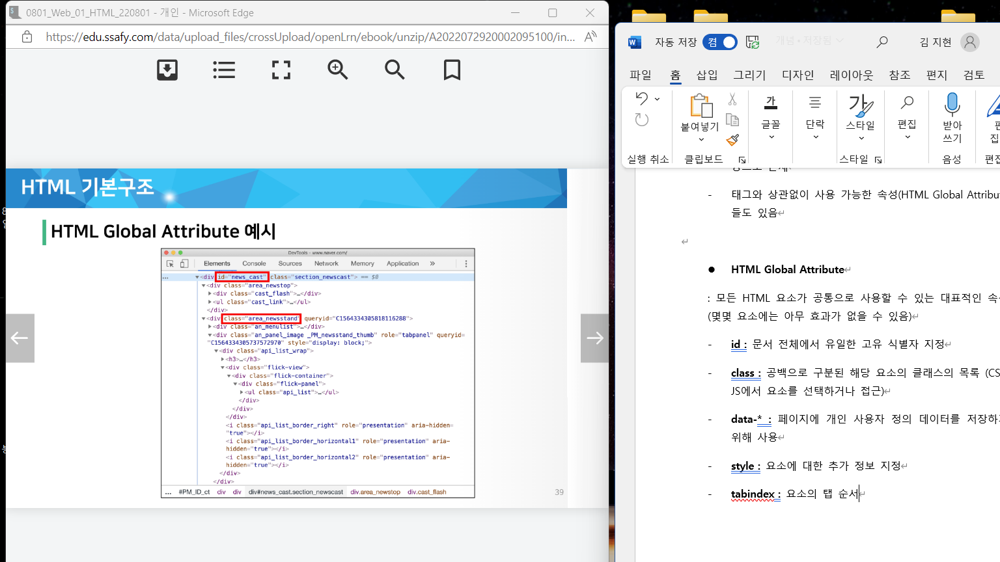 0801_Web_01_HTML_220801 - 개인 - Microsoft Edge
https://edu.ssafy.com/data/upload_files/crossUpload/openLrn/ebook/unzip/A2022072920002095100/in...
HTML 기본구조
HTML Global Attribute 예시
DevTools - www.naver.com/
Elements Console Sources Network Memory Application »
... ▼<div id="news_cast" class="section_newscast"> == $0
▼<div class="area_newstop">
▶<div class="cast_flash">…</div>
▶<ul class="cast_link">…</ul>
</div>
▼<div class="area_newsstand" queryid="C1564334305818116288">
▶<div class="an_menulist">…</div>
▼<div class="an_panel_image _PM_newsstand_thumb" role="tabpanel" queryid=
"C1564334305737572970" style="display: block;">
▼<div class="api_list_wrap">
▶<h3>…</h3>
▼<div class="flick-view">
▼<div class="flick-container">
▼<div class="flick-panel">
▶<ul class="api_list">…</ul>
</div>
</div>
</div>
<i class="api_list_border_right" role="presentation" aria-hidden=
"true"></i>
<i class="api_list_border_horizontal1" role="presentation" aria-
hidden="true"></i>
<i class="api_list_border_horizontal2" role="presentation" aria-
hidden="true"></i>
</div>
</div>
... #PM_ID_ct div div div#news_cast.section_newscast div.area_newstop div.cast_flash
39
자동 저장 켬 개념 • 저장됨 김 지현
파일 홈 삽입 그리기 디자인 레이아웃 참조 편지 검토
붙여넣기 글꼴 단락 스타일 편집 받아쓰기
실행 취소 클립보드 스타일 음성
- 태그와 상관없이 사용 가능한 속성(HTML Global Attribu
들도 있음
● HTML Global Attribute
: 모든 HTML 요소가 공통으로 사용할 수 있는 대표적인 속
(몇몇 요소에는 아무 효과가 없을 수 있음)
- id : 문서 전체에서 유일한 고유 식별자 지정
- class : 공백으로 구분된 해당 요소의 클래스의 목록 (CS
JS에서 요소를 선택하거나 접근)
- data-* : 페이지에 개인 사용자 정의 데이터를 저장하
위해 사용
- style : 요소에 대한 추가 정보 지정
- tabindex : 요소의 탭 순서